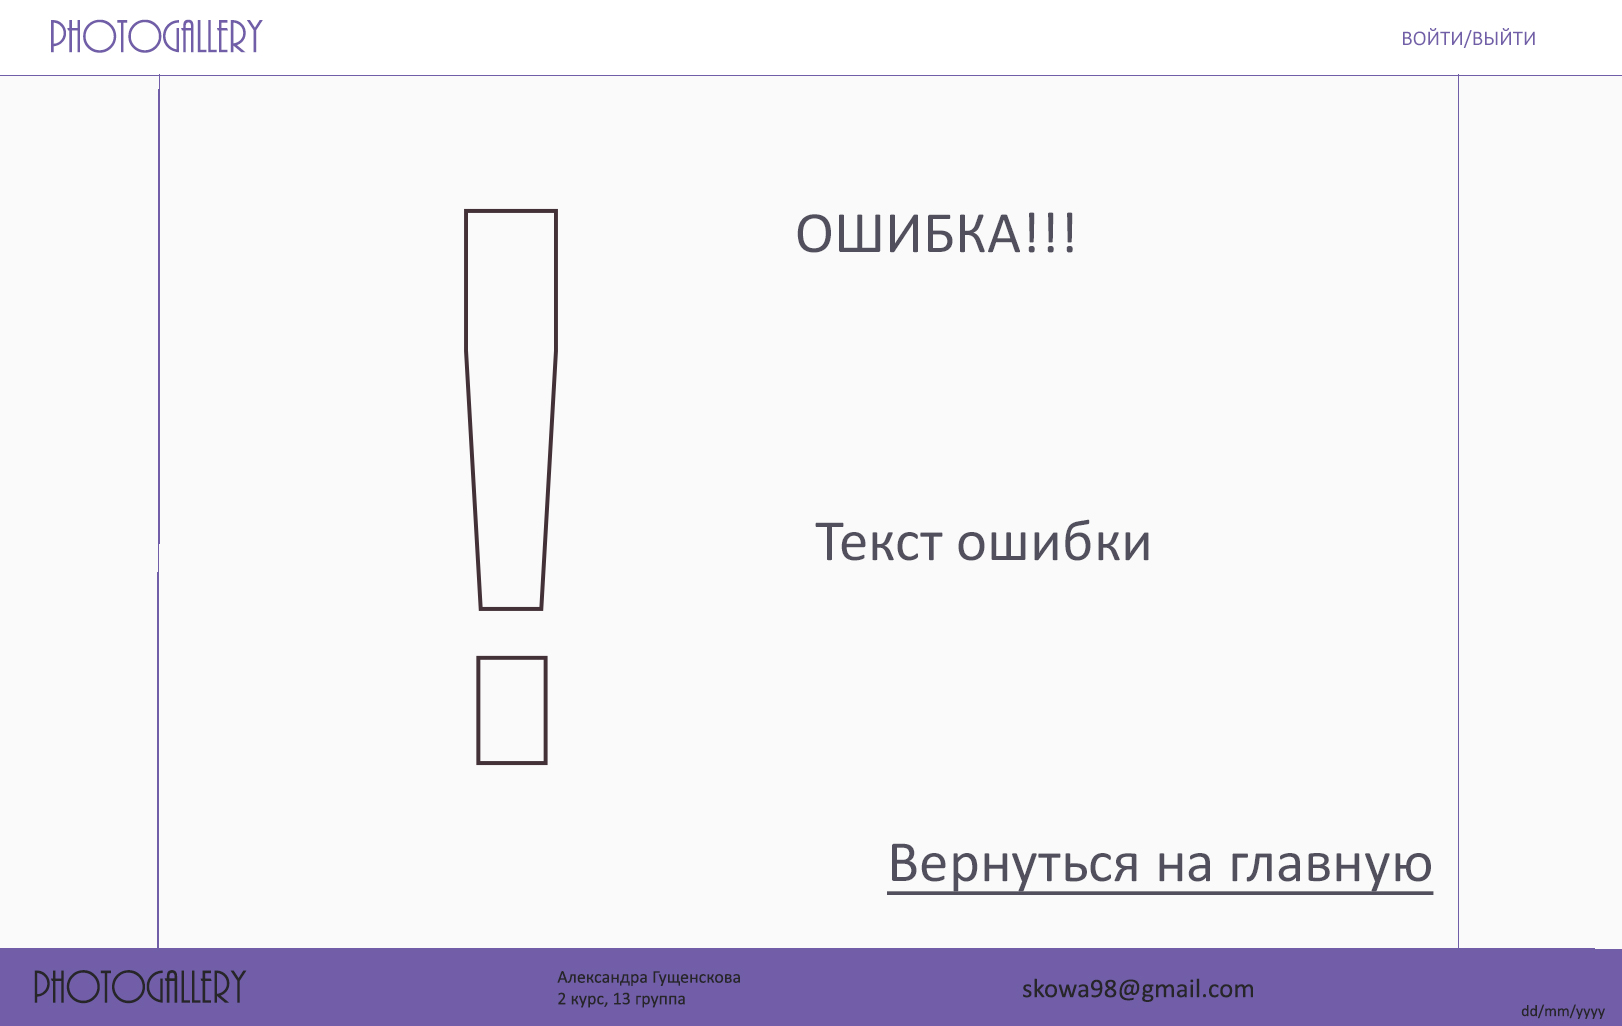 PHOTOGALLERY
ВОЙТИ/ВЫЙТИ
ОШИБКА!!!
Текст ошибки
Вернуться на главную
PHOTOGALLERY
Александра Гущенскова
2 курс, 13 группа
skowa98@gmail.com
dd/mm/yyyy